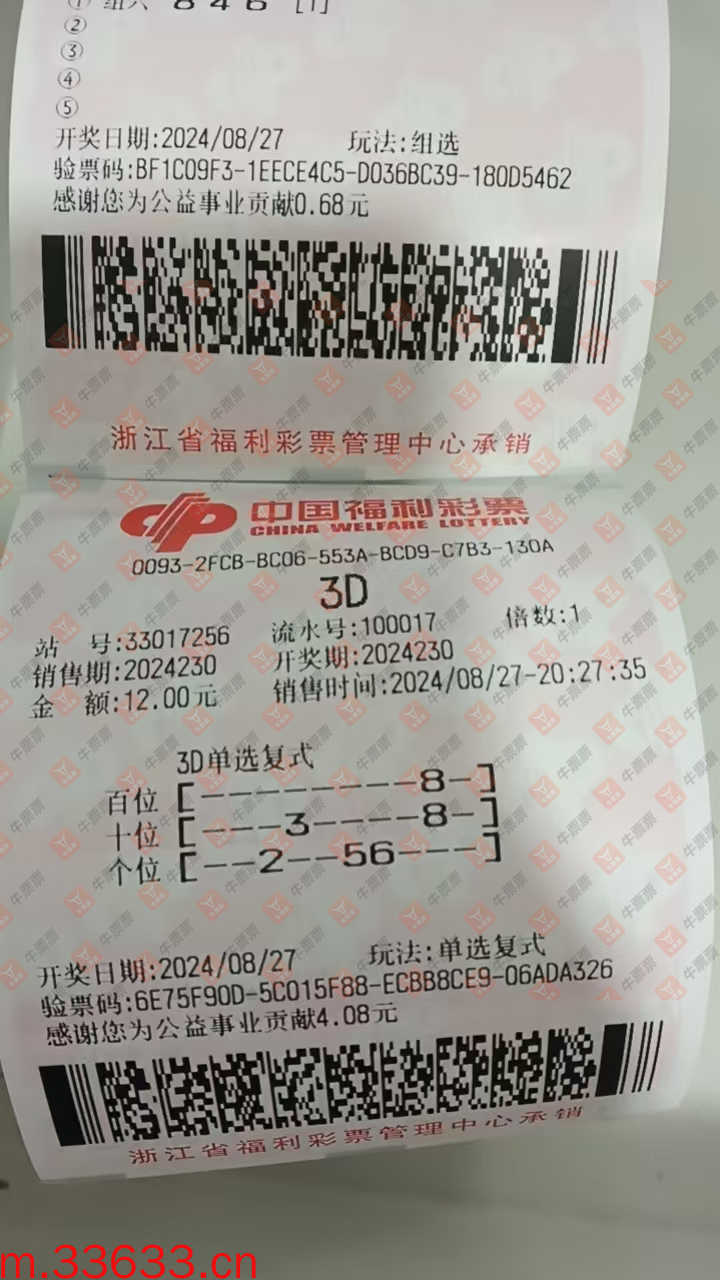 ① 组六 8 4 6 [1]
②
③
④
⑤
开奖日期:2024/08/27 玩法:组选
验票码:BF1C09F3-1EECE4C5-D036BC39-180D5462
感谢您为公益事业贡献0.68元
浙江省福利彩票管理中心承销
中国福利彩票
CHINA WELFARE LOTTERY
0093-2FCB-BC06-553A-BCD9-C7B3-130A
3D
站 号:33017256 流水号:100017 倍数:1
销售期:2024230 开奖期:2024230
金 额:12.00元 销售时间:2024/08/27-20:27:35
3D单选复式
百位 [--------8-]
十位 [---3----8-]
个位 [--2--56---]
开奖日期:2024/08/27 玩法:单选复式
验票码:6E75F90D-5C015F88-ECBB8CE9-06ADA326
感谢您为公益事业贡献4.08元
浙江省福利彩票管理中心承销
牛票票
m.33633.cn